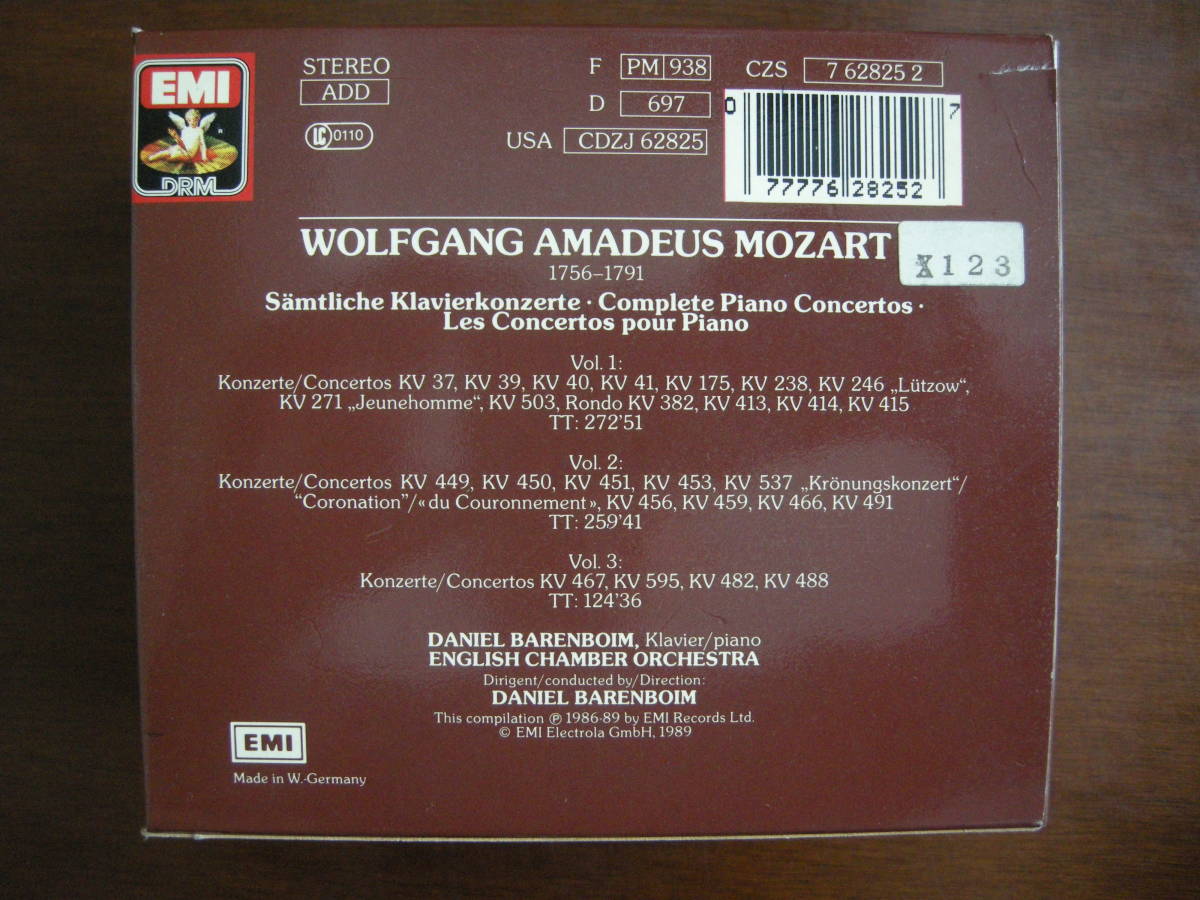 EMI
DRM
STEREO
ADD
LC 0110
F PM 938 CZS 7 62825 2
D 697
USA CDZJ 62825
0 77776 28252 7
WOLFGANG AMADEUS MOZART
1756–1791
X123
Sämtliche Klavierkonzerte · Complete Piano Concertos ·
Les Concertos pour Piano
Vol. 1:
Konzerte/Concertos KV 37, KV 39, KV 40, KV 41, KV 175, KV 238, KV 246 „Lützow“,
KV 271 „Jeunehomme“, KV 503, Rondo KV 382, KV 413, KV 414, KV 415
TT: 272'51
Vol. 2:
Konzerte/Concertos KV 449, KV 450, KV 451, KV 453, KV 537 „Krönungskonzert“/
“Coronation”/«du Couronnement», KV 456, KV 459, KV 466, KV 491
TT: 259'41
Vol. 3:
Konzerte/Concertos KV 467, KV 595, KV 482, KV 488
TT: 124'36
DANIEL BARENBOIM, Klavier/piano
ENGLISH CHAMBER ORCHESTRA
Dirigent/conducted by/Direction:
DANIEL BARENBOIM
This compilation ℗ 1986-89 by EMI Records Ltd.
© EMI Electrola GmbH, 1989
EMI
Made in W.-Germany